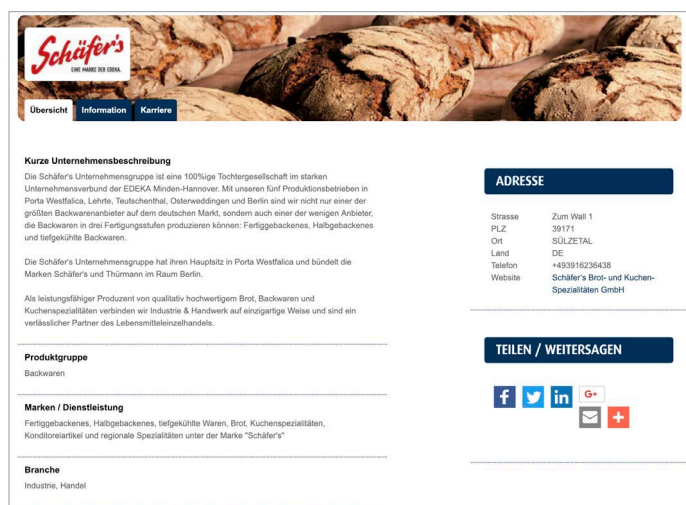 Schäfer's
EINE MARKE DER EDEKA.
Übersicht Information Karriere
Kurze Unternehmensbeschreibung
Die Schäfer's Unternehmensgruppe ist eine 100%ige Tochtergesellschaft im starken
Unternehmensverbund der EDEKA Minden-Hannover. Mit unseren fünf Produktionsbetrieben in
Porta Westfalica, Lehrte, Teutschenthal, Osterweddingen und Berlin sind wir nicht nur einer der
größten Backwarenanbieter auf dem deutschen Markt, sondern auch einer der wenigen Anbieter,
die Backwaren in drei Fertigungsstufen produzieren können: Fertiggebackenes, Halbgebackenes
und tiefgekühlte Backwaren.
Die Schäfer's Unternehmensgruppe hat ihren Hauptsitz in Porta Westfalica und bündelt die
Marken Schäfer's und Thürmann im Raum Berlin.
Als leistungsfähiger Produzent von qualitativ hochwertigem Brot, Backwaren und
Kuchenspezialitäten verbinden wir Industrie & Handwerk auf einzigartige Weise und sind ein
verlässlicher Partner des Lebensmitteleinzelhandels.
Produktgruppe
Backwaren
Marken / Dienstleistung
Fertiggebackenes, Halbgebackenes, tiefgekühlte Waren, Brot, Kuchenspezialitäten,
Konditoreiartikel und regionale Spezialitäten unter der Marke "Schäfer's"
Branche
Industrie, Handel
ADRESSE
Strasse Zum Wall 1
PLZ 39171
Ort SÜLZETAL
Land DE
Telefon +493916236438
Website Schäfer's Brot- und Kuchen-
Spezialitäten GmbH
TEILEN / WEITERSAGEN
G+